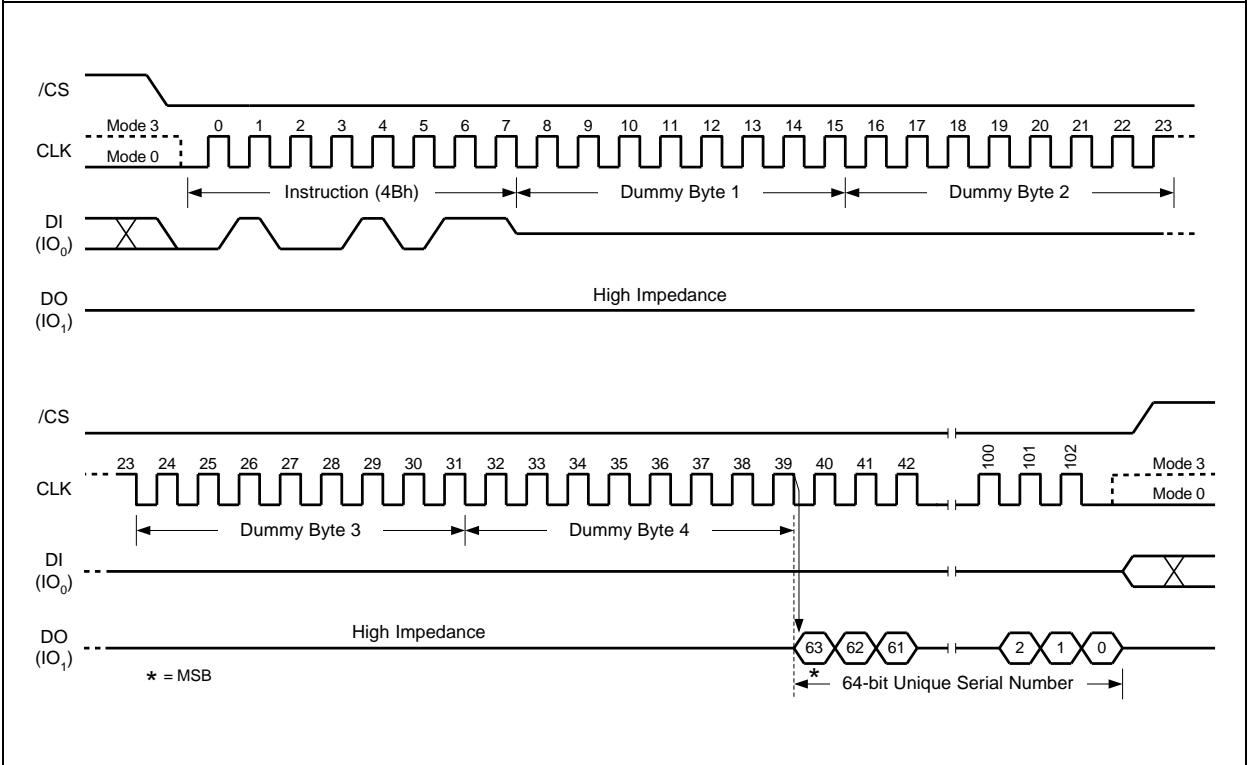 /CS
Mode 3
0 1 2 3 4 5 6 7 8 9 10 11 12 13 14 15 16 17 18 19 20 21 22 23
CLK
Mode 0
Instruction (4Bh) Dummy Byte 1 Dummy Byte 2
DI
(IO0)
High Impedance
DO
(IO1)
/CS
23 24 25 26 27 28 29 30 31 32 33 34 35 36 37 38 39 40 41 42 100 101 102
Mode 3
CLK
Mode 0
Dummy Byte 3 Dummy Byte 4
DI
(IO0)
High Impedance
DO
(IO1)
63 62 61 2 1 0
* = MSB
*
64-bit Unique Serial Number